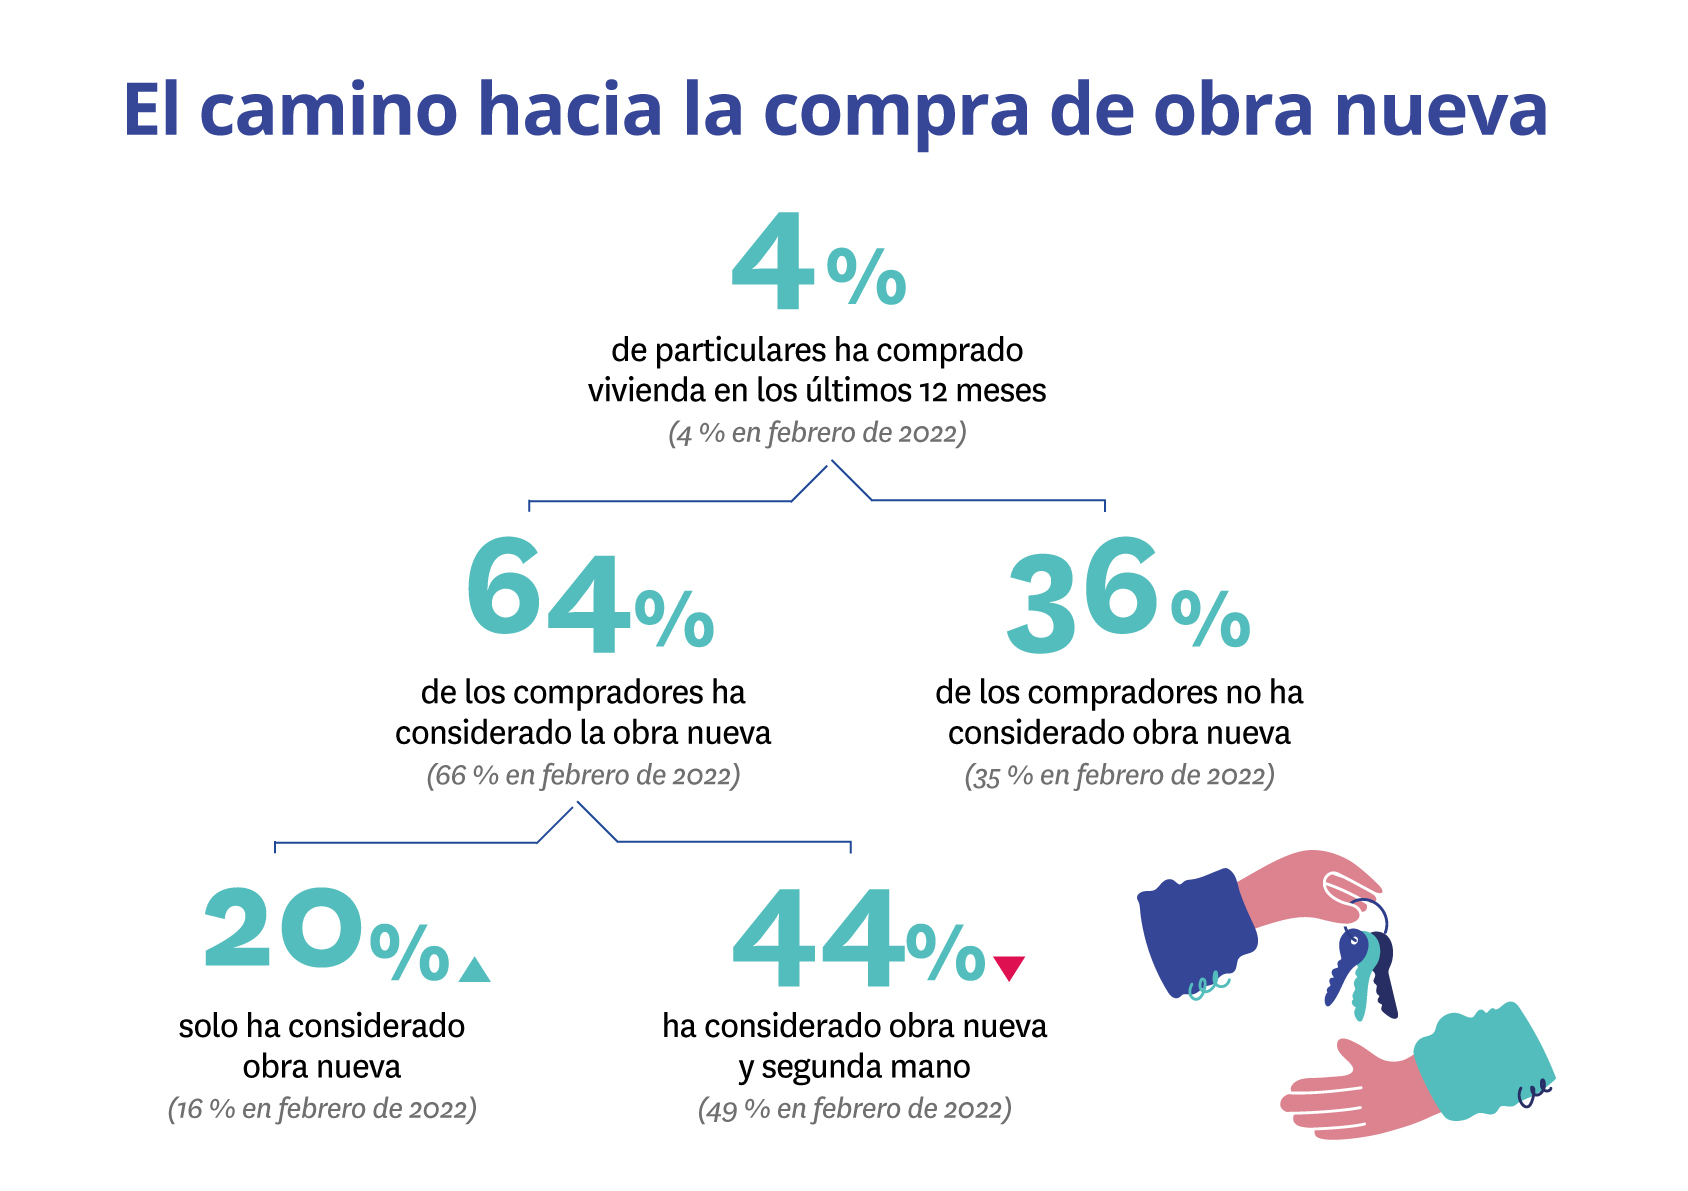 El camino hacia la compra de obra nueva
4 %
de particulares ha comprado
vivienda en los últimos 12 meses
(4 % en febrero de 2022)
64%
de los compradores ha
considerado la obra nueva
(66 % en febrero de 2022)
36 %
de los compradores no ha
considerado obra nueva
(35 % en febrero de 2022)
20%
solo ha considerado
obra nueva
(16 % en febrero de 2022)
44%
ha considerado obra nueva
y segunda mano
(49 % en febrero de 2022)